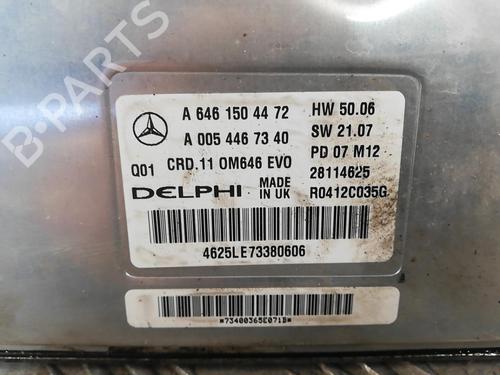 A 646 150 44 72 HW 50.06
A 005 446 73 40 SW 21.07
Q01 CRD.11 OM646 EVO PD 07 M12
28114625
DELPHI MADE IN UK R0412C035G
4625LE73380606
*73400365E071B*
B-PARTS